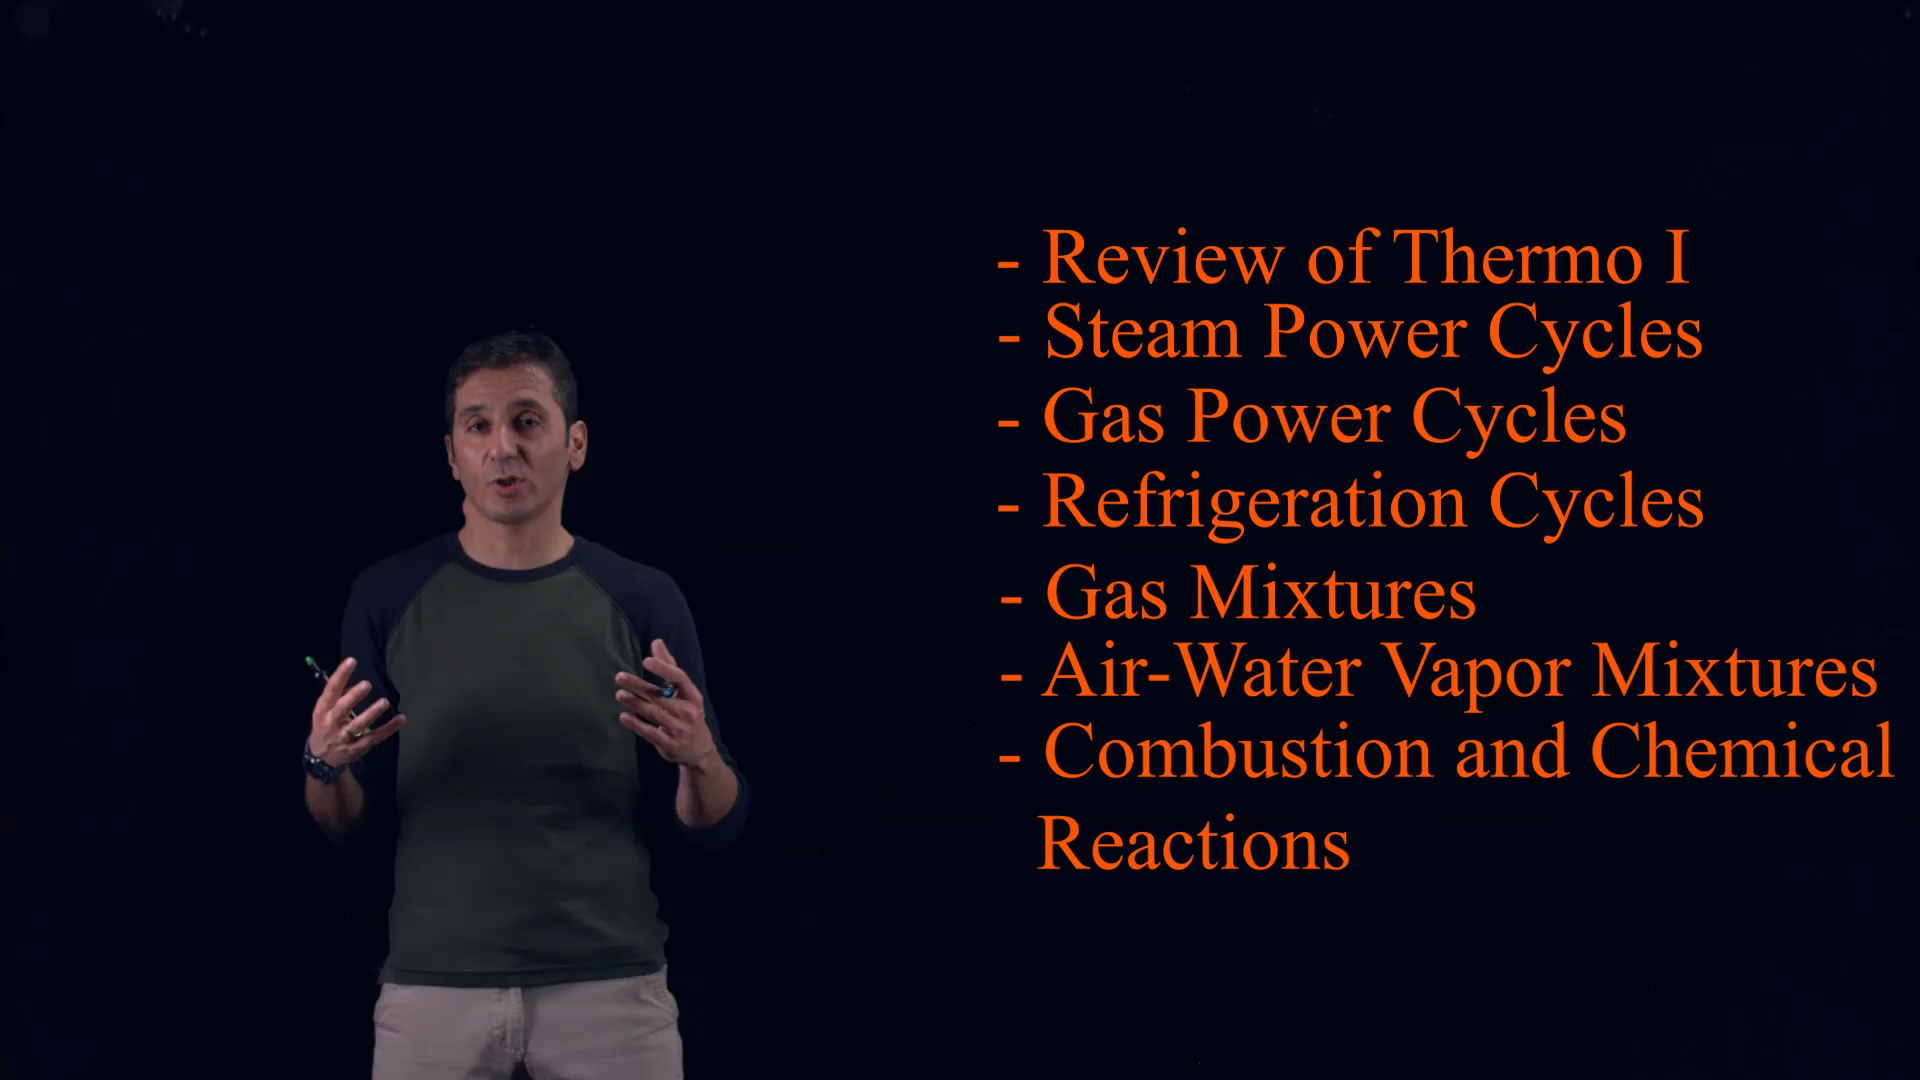 - Review of Thermo I
- Steam Power Cycles
- Gas Power Cycles
- Refrigeration Cycles
- Gas Mixtures
- Air-Water Vapor Mixtures
- Combustion and Chemical
Reactions